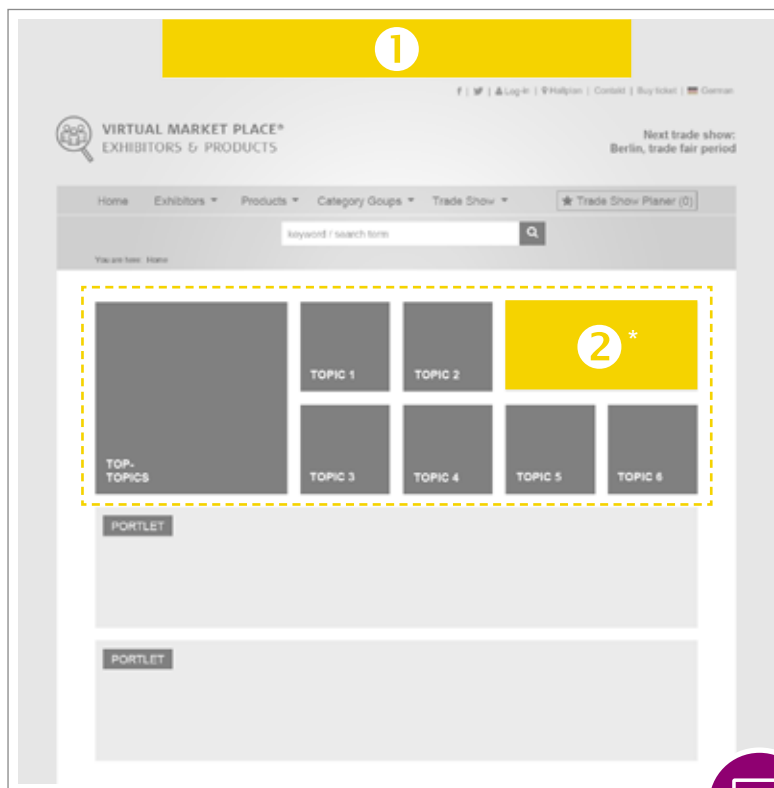 1
f | 🐦 | Log-In | Hallplan | Contekt | Buy ticket | German
VIRTUAL MARKET PLACE®
EXHIBITORS & PRODUCTS
Next trade show:
Berlin, trade fair period
Home Exhibitors Products Category Goups Trade Show ★ Trade Show Planer (0)
keyword / search term
You are here: Home
2*
TOPIC 1
TOPIC 2
TOP-
TOPICS
TOPIC 3
TOPIC 4
TOPIC 5
TOPIC 6
PORTLET
PORTLET